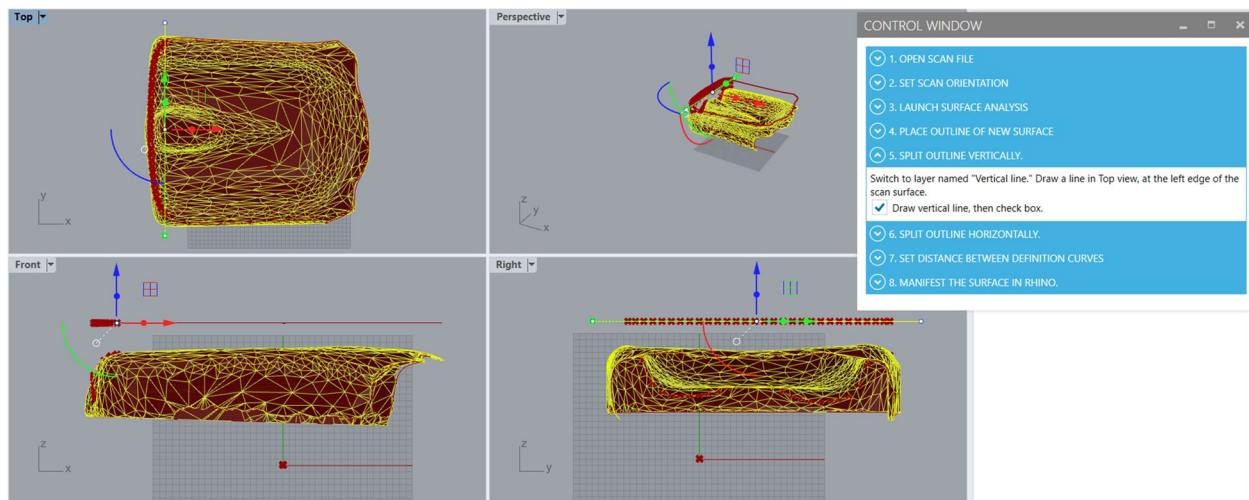 Top
Perspective
CONTROL WINDOW
1. OPEN SCAN FILE
2. SET SCAN ORIENTATION
3. LAUNCH SURFACE ANALYSIS
4. PLACE OUTLINE OF NEW SURFACE
5. SPLIT OUTLINE VERTICALLY.
Switch to layer named "Vertical line." Draw a line in Top view, at the left edge of the
scan surface.
Draw vertical line, then check box.
6. SPLIT OUTLINE HORIZONTALLY.
7. SET DISTANCE BETWEEN DEFINITION CURVES
8. MANIFEST THE SURFACE IN RHINO.
y
x
z
y
x
Front
Right
z
x
z
y